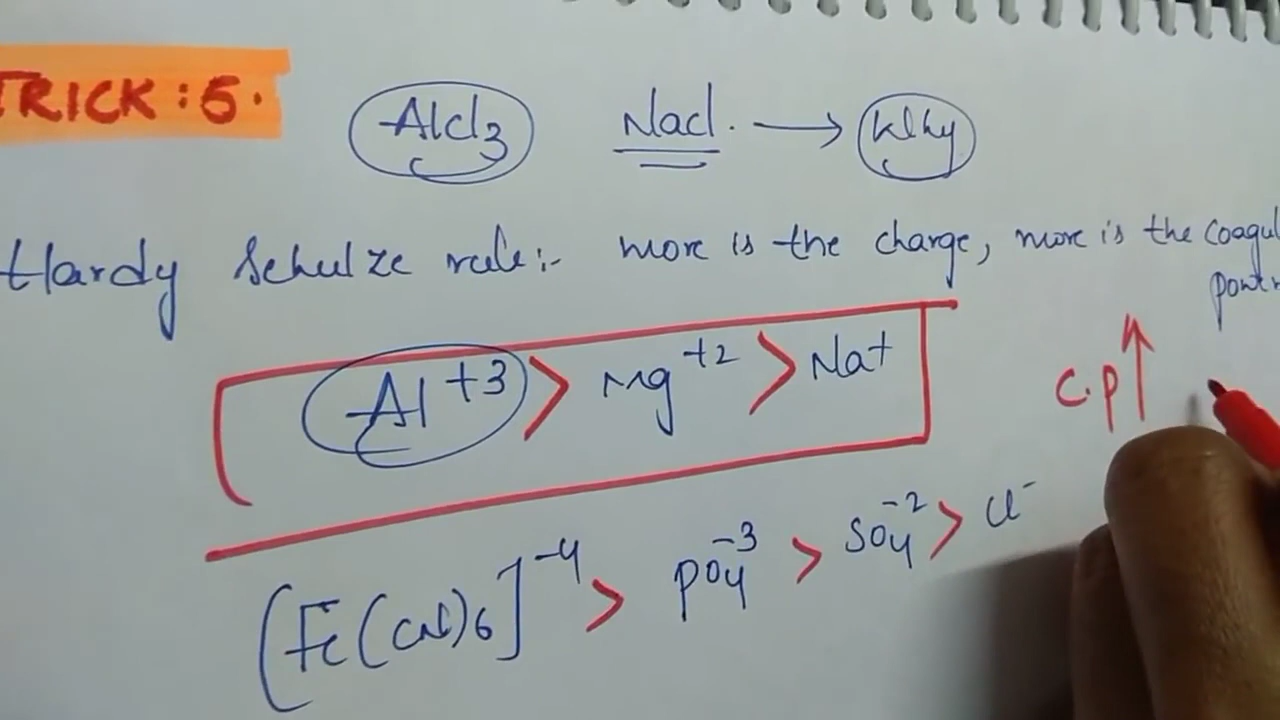 TRICK : 5.
AlCl3 NaCl. → Why
Hardy Schulze rule:- more is the charge, more is the coagul
power
Al+3 > Mg+2 > Na+
C.P↑
[Fe(CN)6]-4 > PO4-3 > SO4-2 > Cl-